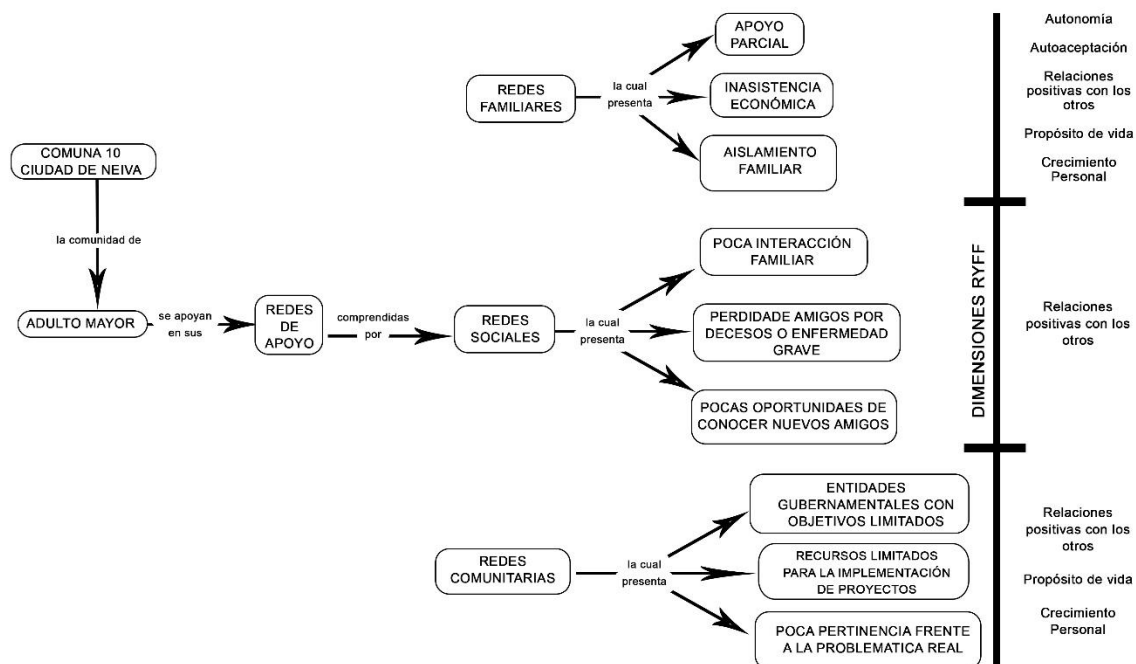 COMUNA 10
CIUDAD DE NEIVA
la comunidad de
ADULTO MAYOR
se apoyan
en sus
REDES
DE
APOYO
comprendidas
por
REDES
FAMILIARES
la cual
presenta
APOYO
PARCIAL
INASISTENCIA
ECONÓMICA
AISLAMIENTO
FAMILIAR
REDES
SOCIALES
la cual
presenta
POCA INTERACCIÓN
FAMILIAR
PERDIDADE AMIGOS POR
DECESOS O ENFERMEDAD
GRAVE
POCAS OPORTUNIDAES DE
CONOCER NUEVOS AMIGOS
REDES
COMUNITARIAS
la cual
presenta
ENTIDADES
GUBERNAMENTALES CON
OBJETIVOS LIMITADOS
RECURSOS LIMITADOS
PARA LA IMPLEMENTACIÓN
DE PROYECTOS
POCA PERTINENCIA FRENTE
A LA PROBLEMATICA REAL
DIMENSIONES RYFF
Autonomía
Autoaceptación
Relaciones
positivas con los
otros
Propósito de vida
Crecimiento
Personal
Relaciones
positivas con los
otros
Relaciones
positivas con los
otros
Propósito de vida
Crecimiento
Personal